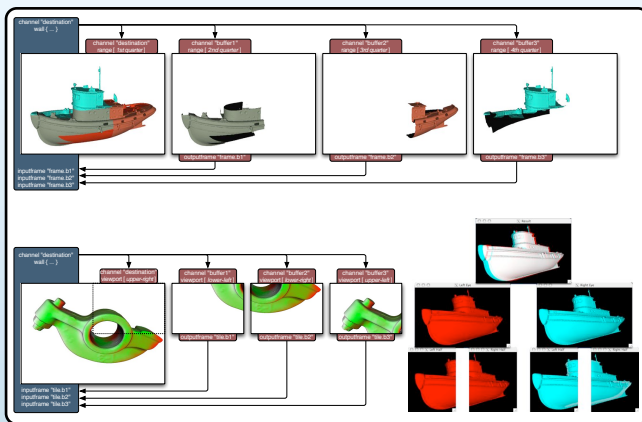 channel "destination"
wall { ... }
channel "destination"
range [ 1st quarter ]
channel "buffer1"
range [ 2nd quarter ]
channel "buffer2"
range [ 3rd quarter ]
channel "buffer3"
range [ 4th quarter ]
outputframe "frame.b1"
outputframe "frame.b2"
outputframe "frame.b3"
inputframe "frame.b1"
inputframe "frame.b2"
inputframe "frame.b3"
channel "destination"
wall { ... }
channel "destination"
viewport [ upper-right ]
channel "buffer1"
viewport [ lower-left ]
channel "buffer2"
viewport [ lower-right ]
channel "buffer3"
viewport [ upper-left ]
outputframe "tile.b1"
outputframe "tile.b2"
outputframe "tile.b3"
inputframe "tile.b1"
inputframe "tile.b2"
inputframe "tile.b3"
Result
Left Eye
Right Eye